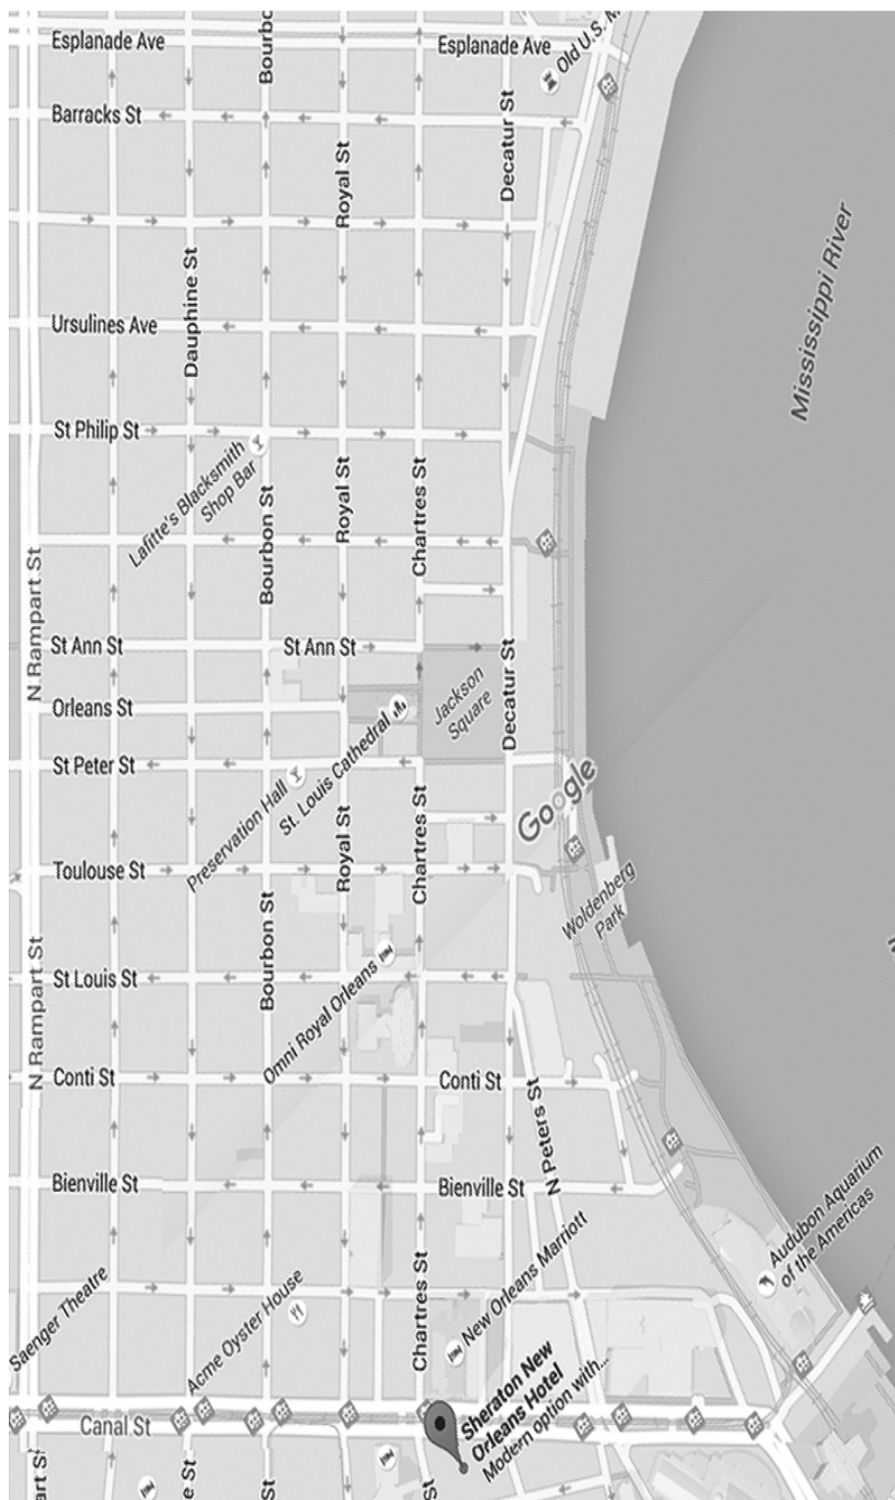 Esplanade Ave
Bourbo
Esplanade Ave
Old U.S. M
Barracks St
Royal St
Decatur St
Mississippi River
Dauphine St
Ursulines Ave
St Philip St
Lafitte's Blacksmith
Shop Bar
Bourbon St
Royal St
Chartres St
N Rampart St
St Ann St
St Ann St
Decatur St
Jackson
Square
Orleans St
St. Louis Cathedral
St Peter St
Preservation Hall
Google
Royal St
Chartres St
Toulouse St
Woldenberg
Park
Bourbon St
N Rampart St
St Louis St
Omni Royal Orleans
Conti St
Conti St
N Peters St
Bienville St
Bienville St
Audubon Aquarium
of the Americas
New Orleans Marriott
Chartres St
Saenger Theatre
Acme Oyster House
Sheraton New
Orleans Hotel
Modern option with...
Canal St
art St
e St
St
St